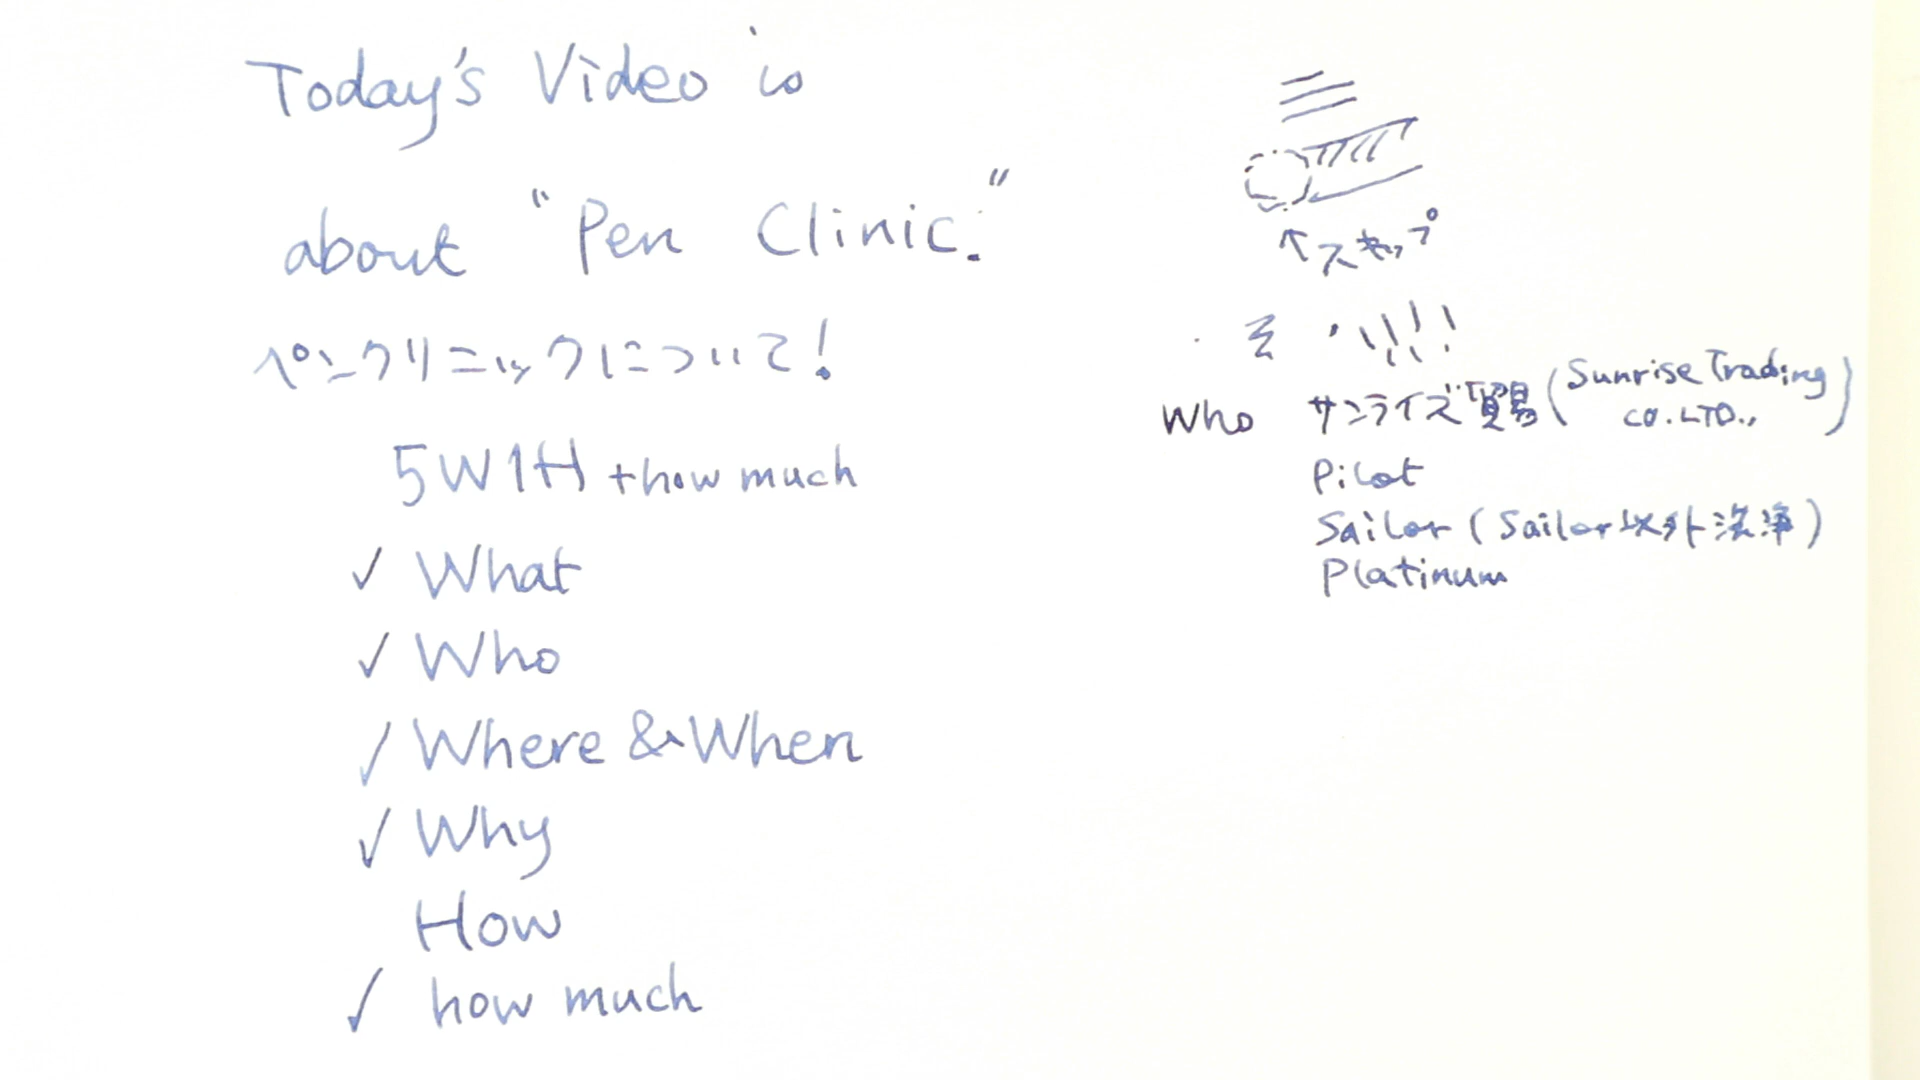 Today's Video is
about "Pen Clinic."
ペンクリニックについて!
5W1H +how much
✓ What
✓ Who
✓ Where & When
✓ Why
How
✓ how much
↑スキップ
Who サンライズ貿易 (Sunrise Trading CO.LTD.,)
Pilot
Sailor (Sailor以外洗浄)
Platinum